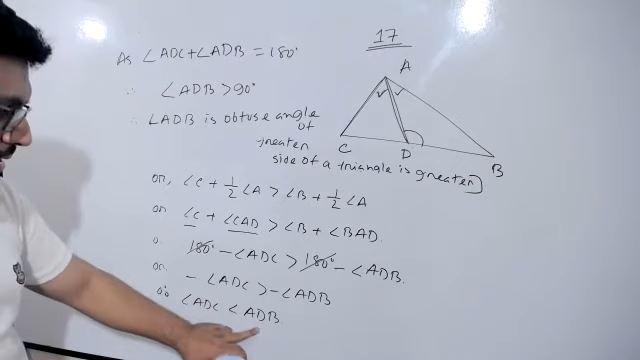 17
As ∠ADC+∠ADB = 180°
∴ ∠ADB > 90°
∴ ∠ADB is obtuse angle
of
greater
side of a triangle is greater]
A
C
D
B
or, ∠C + 1/2 ∠A > ∠B + 1/2 ∠A
or ∠C + ∠CAD > ∠B + ∠BAD.
180° - ∠ADC > 180° - ∠ADB.
or - ∠ADC > - ∠ADB
∴ ∠ADC < ∠ADB.